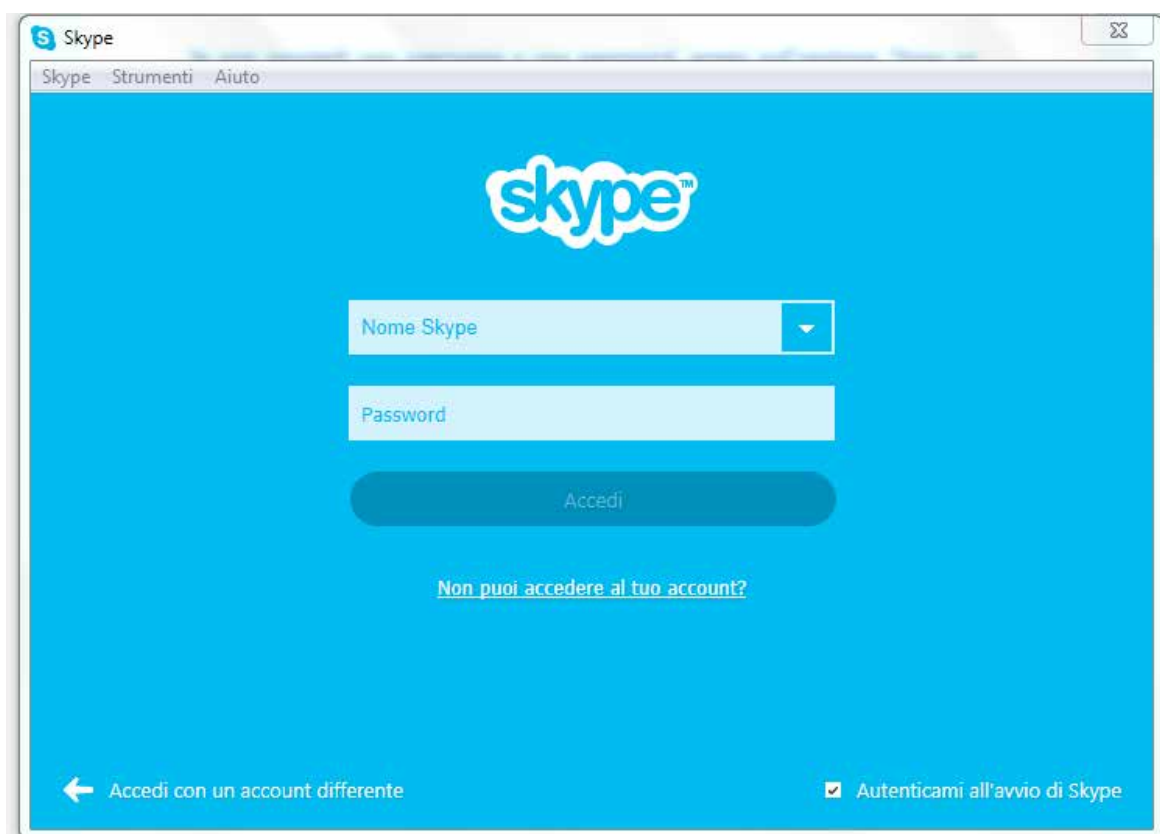 Skype
Skype Strumenti Aiuto
skype™
Nome Skype
Password
Accedi
Non puoi accedere al tuo account?
Accedi con un account differente
Autenticami all'avvio di Skype